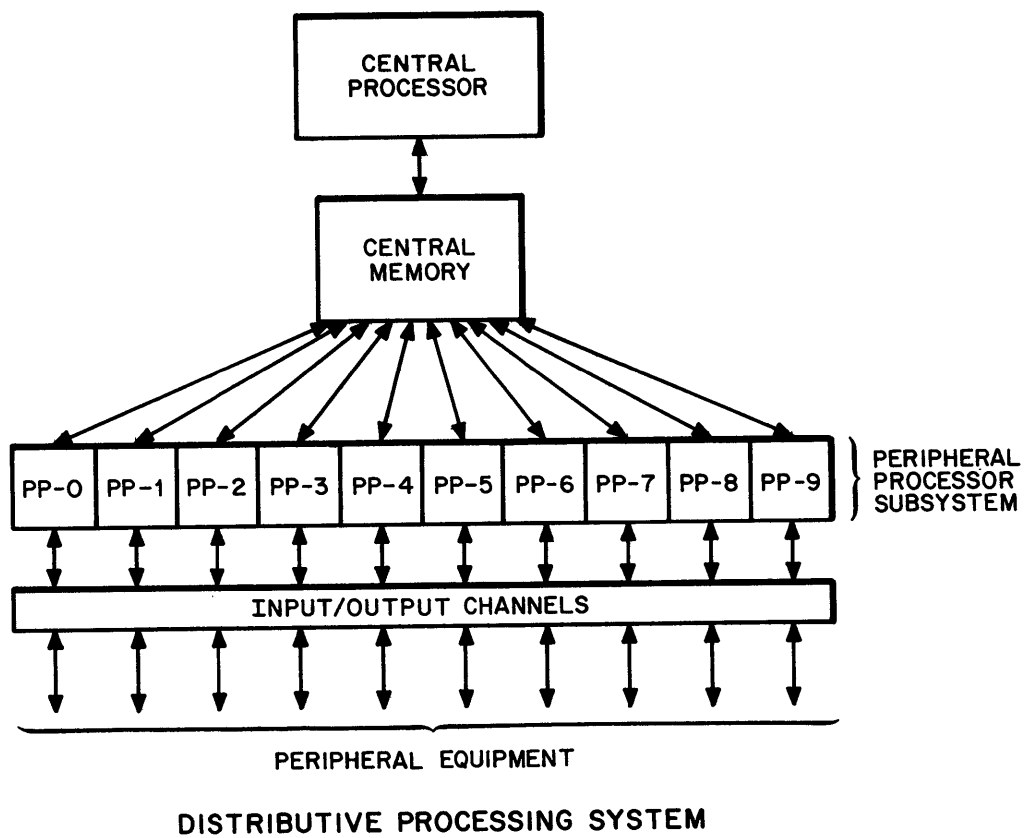 CENTRAL
PROCESSOR
CENTRAL
MEMORY
PP-0 PP-1 PP-2 PP-3 PP-4 PP-5 PP-6 PP-7 PP-8 PP-9
PERIPHERAL
PROCESSOR
SUBSYSTEM
INPUT/OUTPUT CHANNELS
PERIPHERAL EQUIPMENT
DISTRIBUTIVE PROCESSING SYSTEM